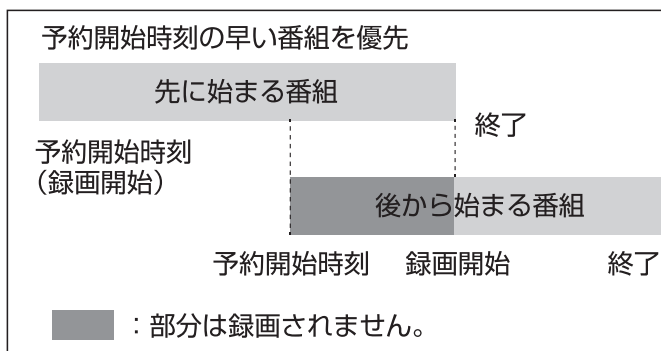 予約開始時刻の早い番組を優先
先に始まる番組
終了
予約開始時刻
（録画開始）
後から始まる番組
予約開始時刻 録画開始 終了
：部分は録画されません。